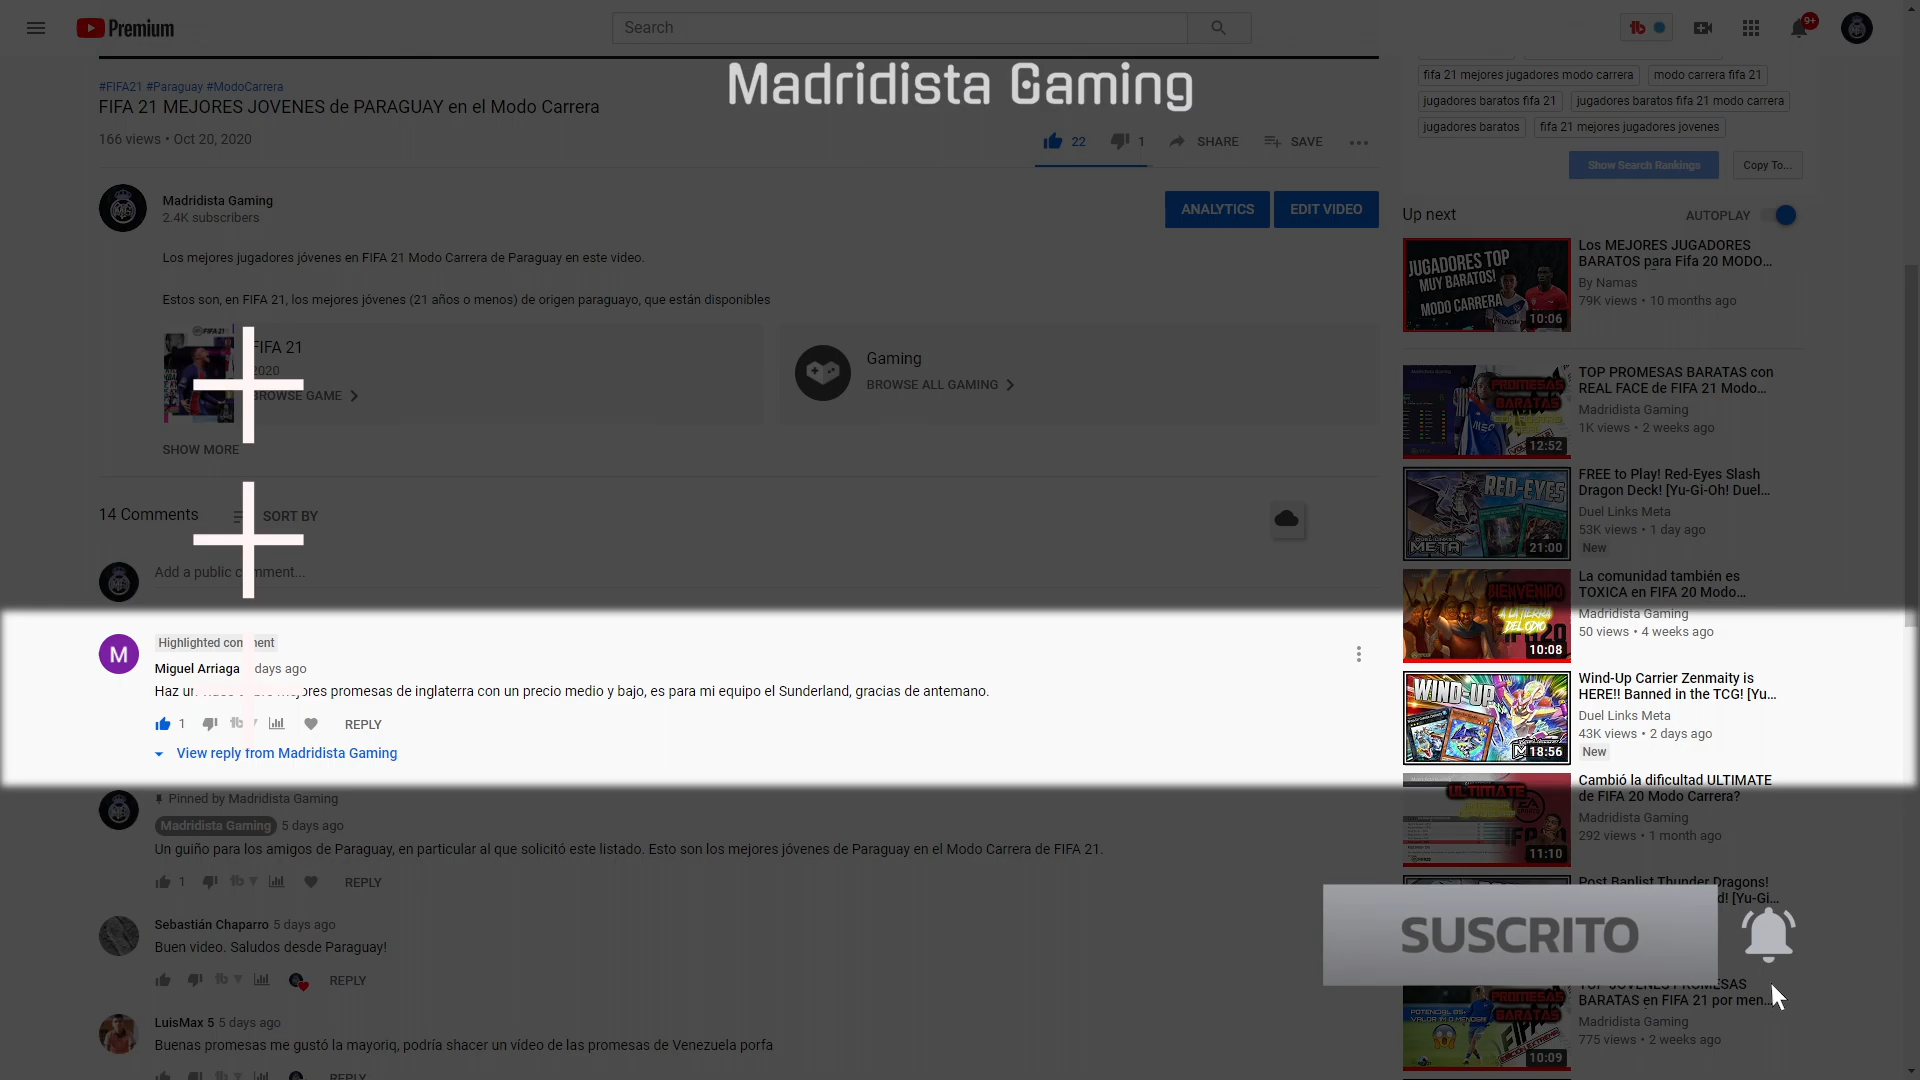 Premium
Search
9+
Madridista Gaming
#FIFA21 #Paraguay #ModoCarrera
FIFA 21 MEJORES JOVENES de PARAGUAY en el Modo Carrera
166 views • Oct 20, 2020
22
1
SHARE
SAVE
Madridista Gaming
2.4K subscribers
ANALYTICS
EDIT VIDEO
Los mejores jugadores jóvenes en FIFA 21 Modo Carrera de Paraguay en este video.
Estos son, en FIFA 21, los mejores jóvenes (21 años o menos) de origen paraguayo, que están disponibles
FIFA 21
2020
BROWSE GAME
Gaming
BROWSE ALL GAMING
SHOW MORE
14 Comments
SORT BY
Add a public comment...
Highlighted comment
Miguel Arriaga
days ago
Haz un mejores promesas de inglaterra con un precio medio y bajo, es para mi equipo el Sunderland, gracias de antemano.
1
REPLY
View reply from Madridista Gaming
Pinned by Madridista Gaming
Madridista Gaming 5 days ago
Un guiño para los amigos de Paraguay, en particular al que solicitó este listado. Esto son los mejores jóvenes de Paraguay en el Modo Carrera de FIFA 21.
1
REPLY
Sebastián Chaparro 5 days ago
Buen video. Saludos desde Paraguay!
REPLY
LuisMax 5 5 days ago
Buenas promesas me gustó la mayoriq, podría shacer un vídeo de las promesas de Venezuela porfa
REPLY
fifa 21 mejores jugadores modo carrera
modo carrera fifa 21
jugadores baratos fifa 21
jugadores baratos fifa 21 modo carrera
jugadores baratos
fifa 21 mejores jugadores jovenes
Show Search Rankings
Copy To...
Up next
AUTOPLAY
JUGADORES TOP
MUY BARATOS!
MODO CARRERA
10:06
Los MEJORES JUGADORES
BARATOS para Fifa 20 MODO...
By Namas
79K views • 10 months ago
PROMESAS
BARATAS
12:52
TOP PROMESAS BARATAS con
REAL FACE de FIFA 21 Modo...
Madridista Gaming
1K views • 2 weeks ago
RED-EYES
DUEL LINKS
META
21:00
FREE to Play! Red-Eyes Slash
Dragon Deck! [Yu-Gi-Oh! Duel...
Duel Links Meta
53K views • 1 day ago
New
BIENVENIDO
A LA TIERRA
DEL ODIO
10:08
La comunidad también es
TOXICA en FIFA 20 Modo...
Madridista Gaming
50 views • 4 weeks ago
WIND-UP
18:56
Wind-Up Carrier Zenmaity is
HERE!! Banned in the TCG! [Yu...
Duel Links Meta
43K views • 2 days ago
New
ULTIMATE
11:10
Cambió la dificultad ULTIMATE
de FIFA 20 Modo Carrera?
Madridista Gaming
292 views • 1 month ago
Post Banlist Thunder Dragons!
d! [Yu-Gi...
SUSCRITO
PROMESAS
BARATAS
10:09
TOP JOVENES PROMESAS
BARATAS en FIFA 21 por men...
Madridista Gaming
775 views • 2 weeks ago